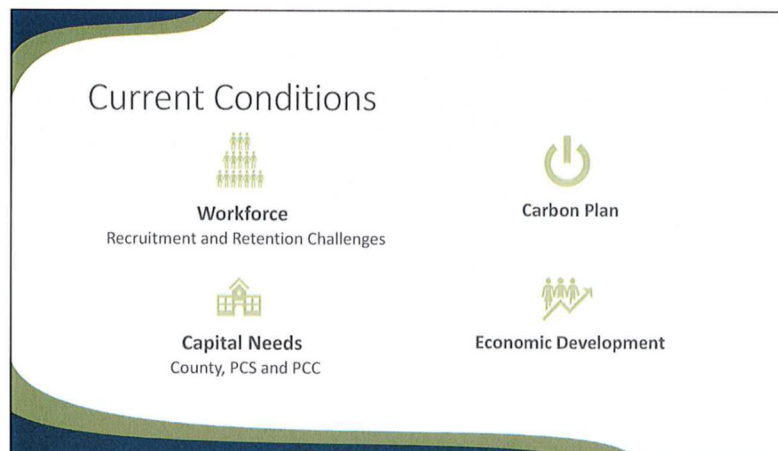 Current Conditions
Workforce
Recruitment and Retention Challenges
Carbon Plan
Capital Needs
County, PCS and PCC
Economic Development